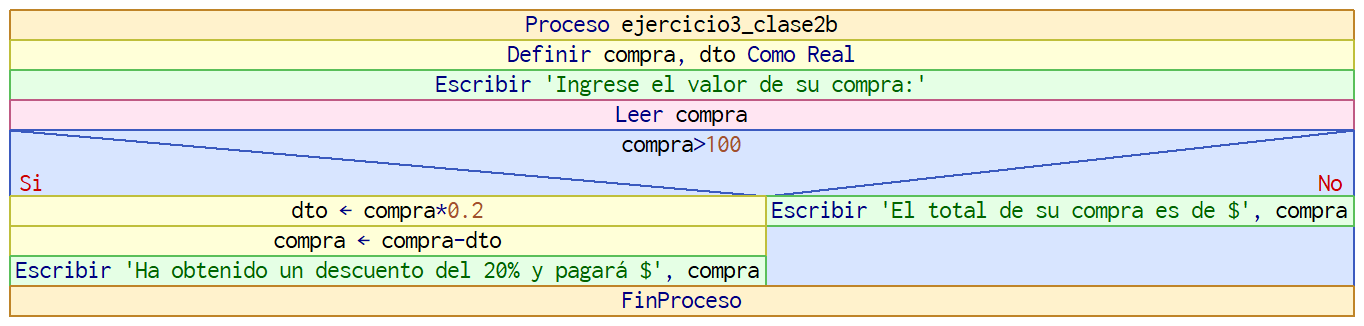 Proceso ejercicio3_clase2b
Definir compra, dto Como Real
Escribir 'Ingrese el valor de su compra:'
Leer compra
compra>100
Si
No
dto ← compra*0.2
Escribir 'El total de su compra es de $', compra
compra ← compra-dto
Escribir 'Ha obtenido un descuento del 20% y pagará $', compra
FinProceso